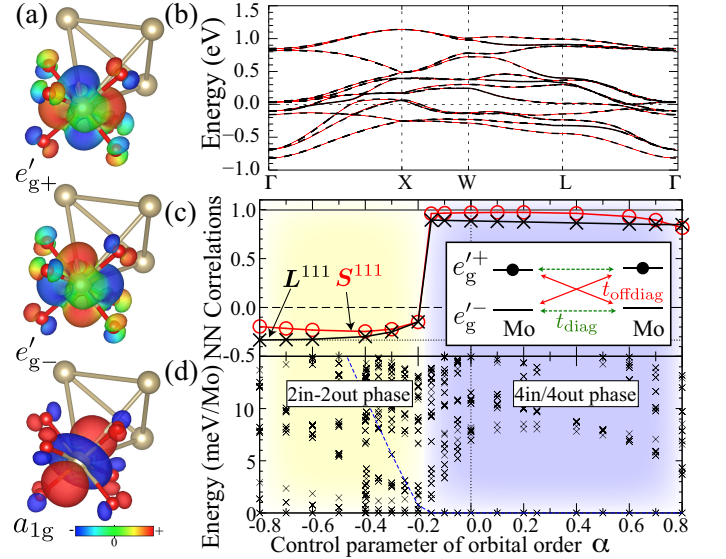 (a)
e′g+
(c)
e′g−
(d)
a1g
-
0
+
(b)
Energy (eV)
1.5
1.0
0.5
0.0
−0.5
−1.0
Γ
X
W
L
Γ
NN Correlations
1.0
0.0
-0.5
L111
S111
e′g+
e′g−
Mo
Mo
toffdiag
tdiag
Energy (meV/Mo)
15
10
5
0
2in-2out phase
4in/4out phase
-0.8
-0.6
-0.4
-0.2
0.0
0.2
0.4
0.6
0.8
Control parameter of orbital order α